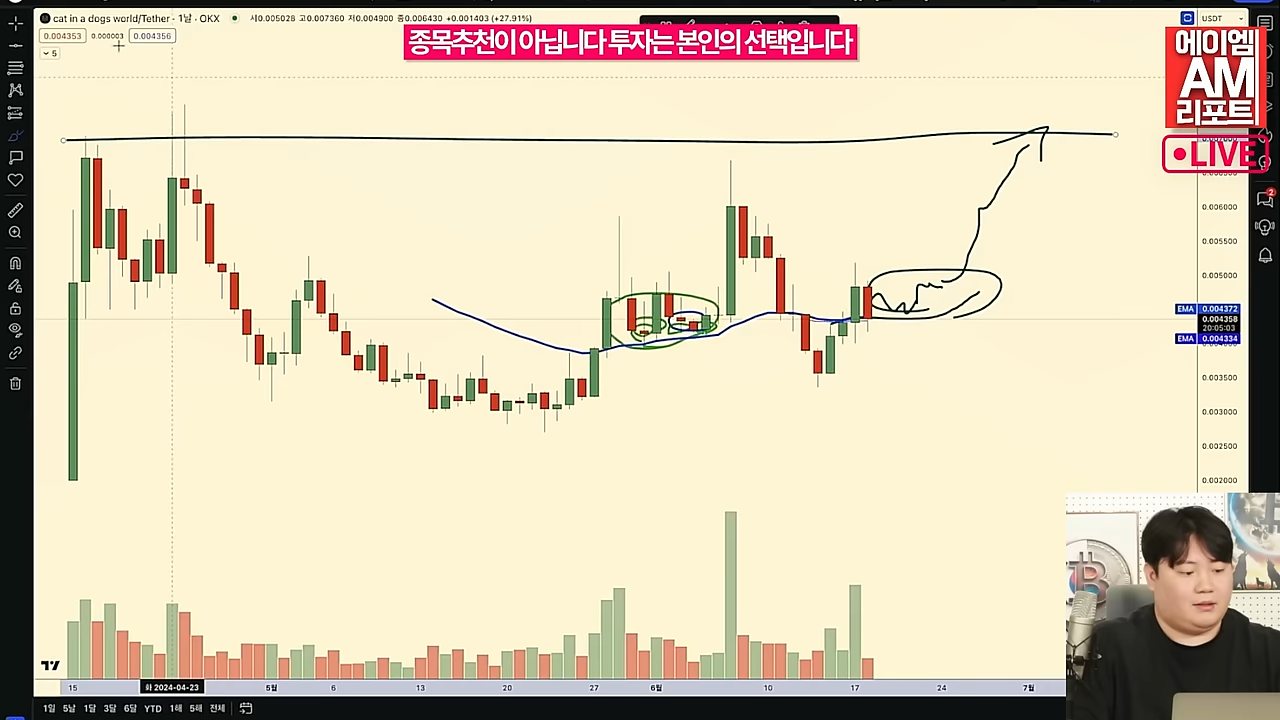 cat in a dogs world/Tether · 1날 · OKX
시0.005028 고0.007360 저0.004900 종0.006430 +0.001403 (+27.91%)
USDT
0.004353
0.000003
0.004356
5
종목추천이 아닙니다 투자는 본인의 선택입니다
에이엠
AM
리포트
LIVE
2
0.006000
0.005500
0.005000
EMA 0.004372
0.004358
20:05:03
EMA 0.004334
0.003500
0.003000
0.002500
0.002000
15
화 2024-04-23
5월
6
13
20
27
6월
10
17
24
7월
1일 5날 1달 3달 6달 YTD 1해 5해 전체